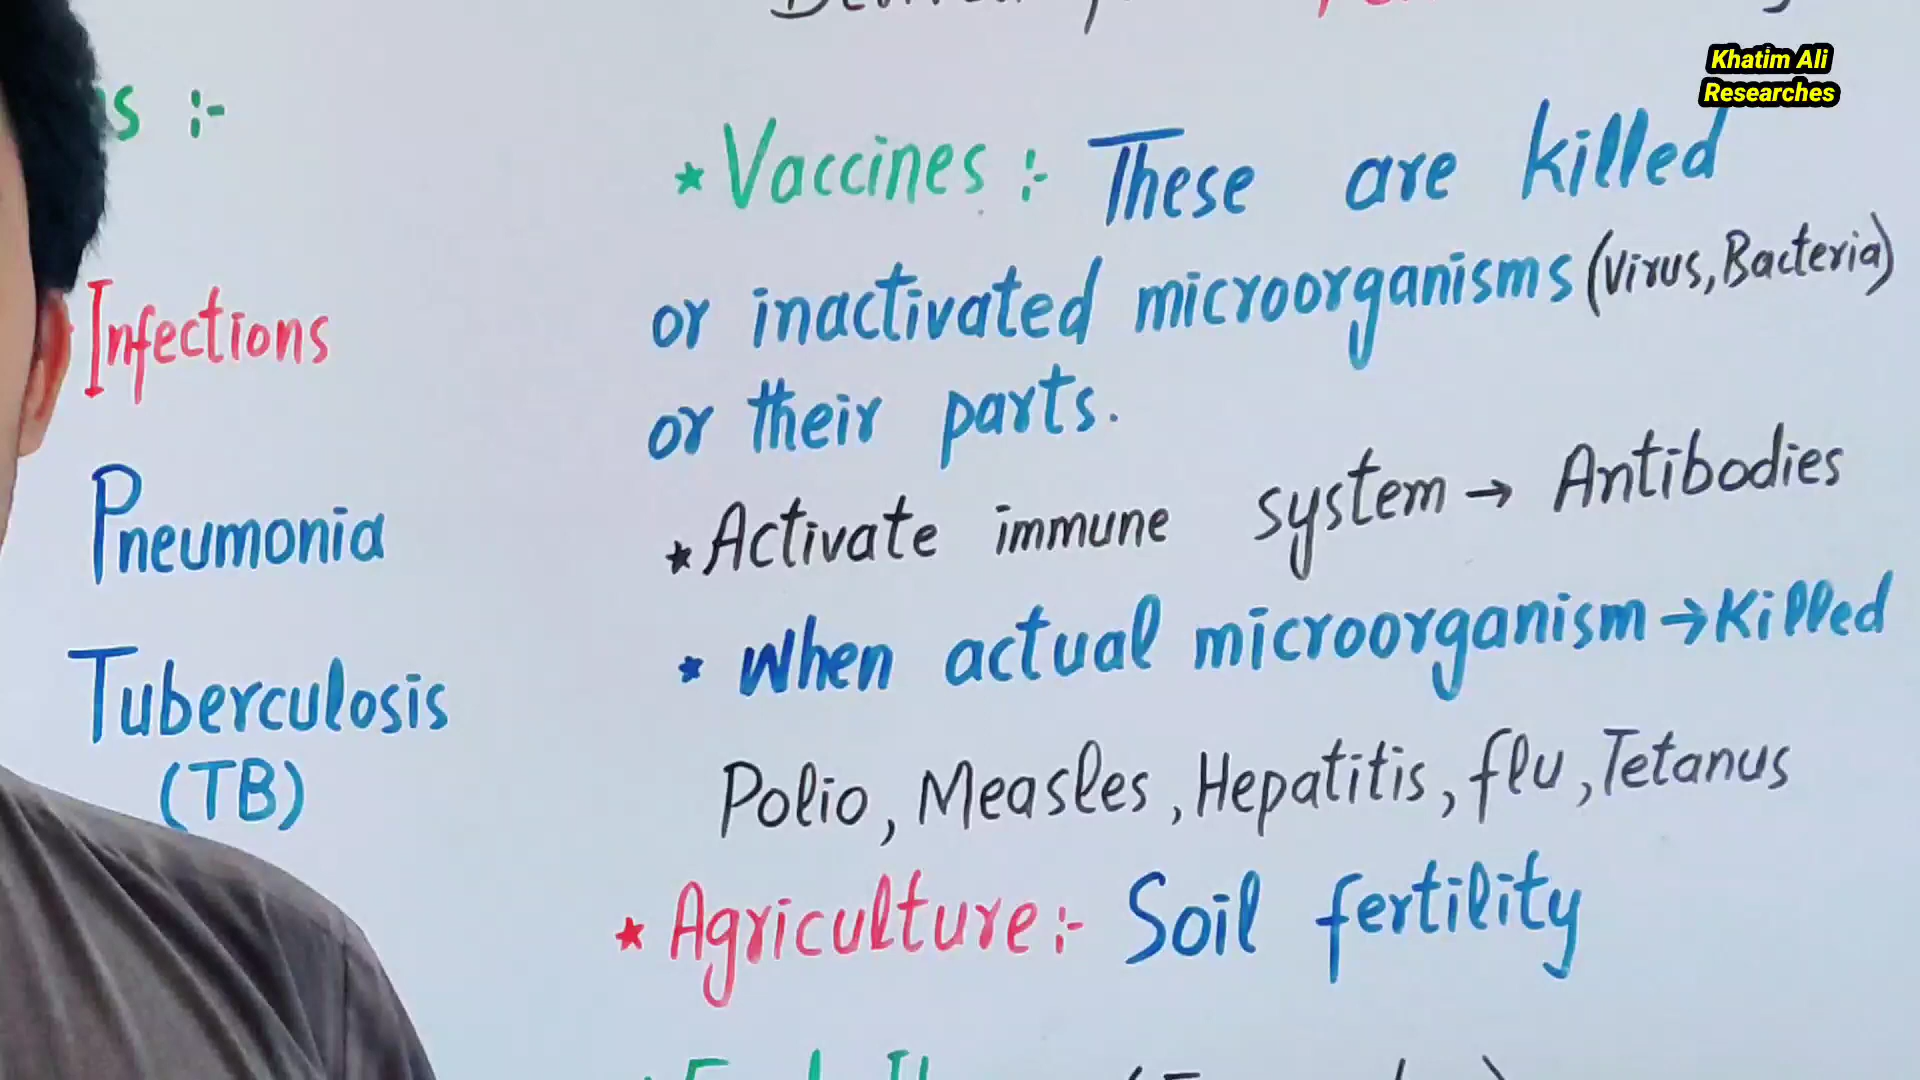 Khatim Ali
Researches
s :-
Infections
Pneumonia
Tuberculosis
(TB)
* Vaccines :- These are killed
or inactivated microorganisms (Virus, Bacteria)
or their parts.
* Activate immune system → Antibodies
* When actual microorganism → Killed
Polio, Measles, Hepatitis, flu, Tetanus
* Agriculture :- Soil fertility